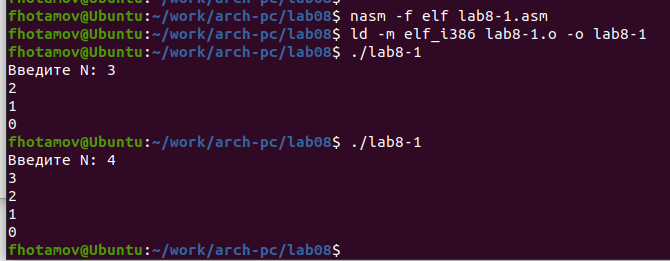 fhotamov@Ubuntu:~/work/arch-pc/lab08$ nasm -f elf lab8-1.asm
fhotamov@Ubuntu:~/work/arch-pc/lab08$ ld -m elf_i386 lab8-1.o -o lab8-1
fhotamov@Ubuntu:~/work/arch-pc/lab08$ ./lab8-1
Введите N: 3
2
1
0
fhotamov@Ubuntu:~/work/arch-pc/lab08$ ./lab8-1
Введите N: 4
3
2
1
0
fhotamov@Ubuntu:~/work/arch-pc/lab08$